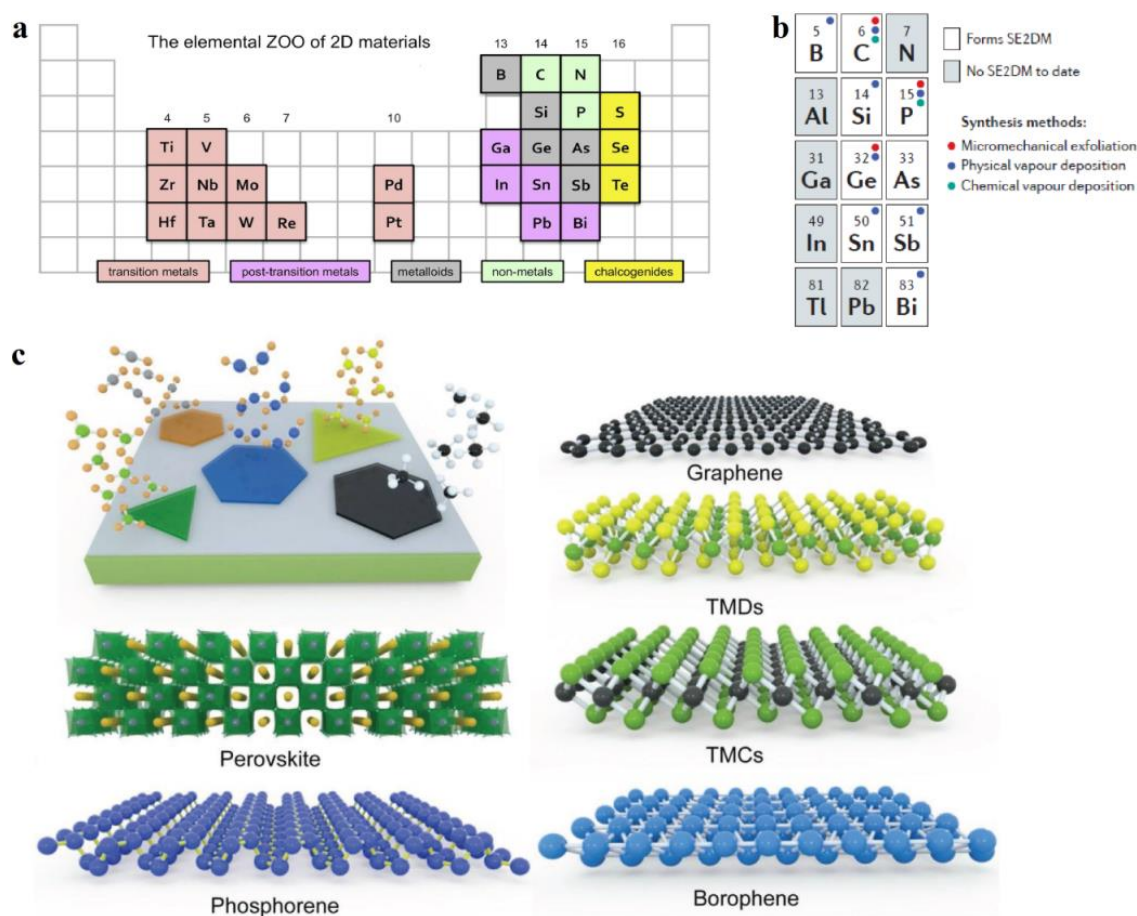 a
The elemental ZOO of 2D materials
13 14 15 16
B C N
4 5 6 7 10
Si P S
Ti V Ga Ge As Se
Zr Nb Mo Pd In Sn Sb Te
Hf Ta W Re Pt Pb Bi
transition metals post-transition metals metalloids non-metals chalcogenides
b
5 6 7
B C N
13 14 15
Al Si P
31 32 33
Ga Ge As
49 50 51
In Sn Sb
81 82 83
Tl Pb Bi
Forms SE2DM
No SE2DM to date
Synthesis methods:
Micromechanical exfoliation
Physical vapour deposition
Chemical vapour deposition
c
Graphene
TMDs
Perovskite
TMCs
Phosphorene
Borophene